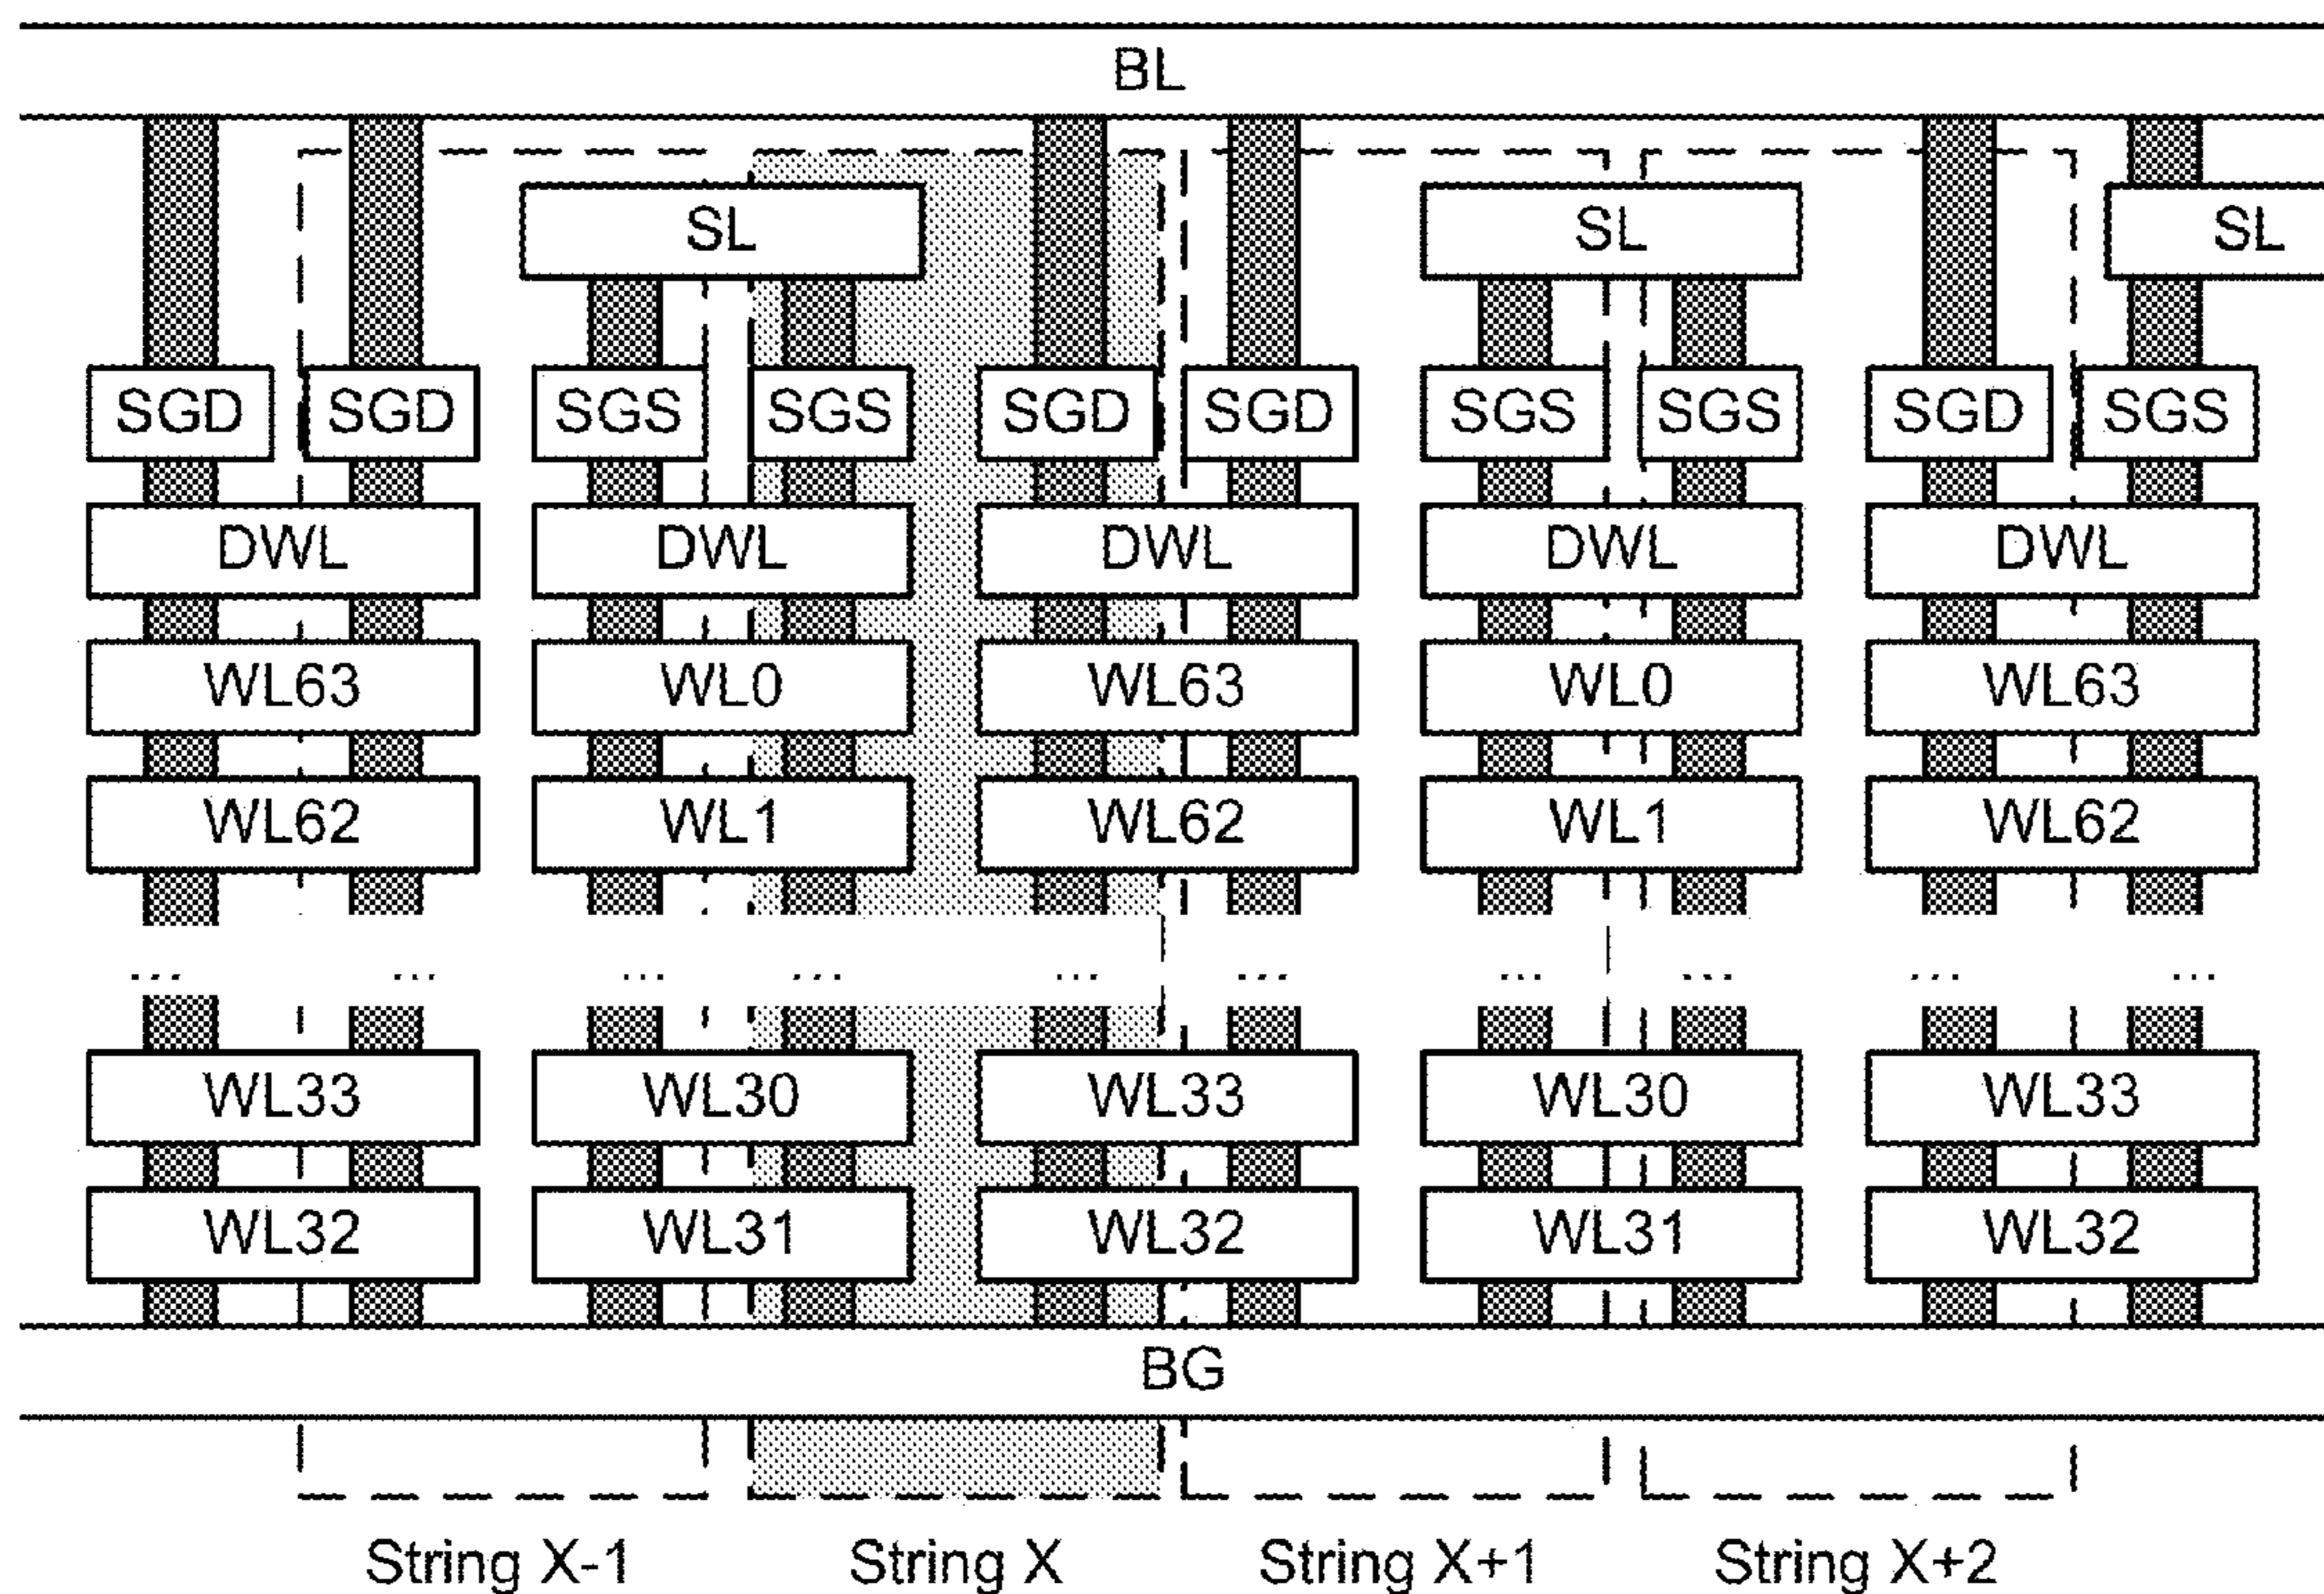 BL
SL SL SL
SGD SGD SGS SGS SGD SGD SGS SGS SGD SGS
DWL DWL DWL DWL DWL
WL63 WL0 WL63 WL0 WL63
WL62 WL1 WL62 WL1 WL62
... ... ... ... ... ... ... ... ... ...
WL33 WL30 WL33 WL30 WL33
WL32 WL31 WL32 WL31 WL32
BG
String X-1 String X String X+1 String X+2